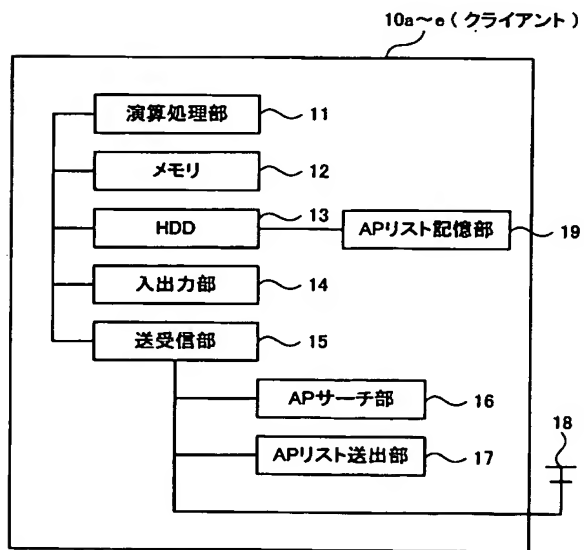 10a~e(クライアント)
演算処理部 11
メモリ 12
HDD 13
APリスト記憶部 19
入出力部 14
送受信部 15
APサーチ部 16
APリスト送出部 17
18